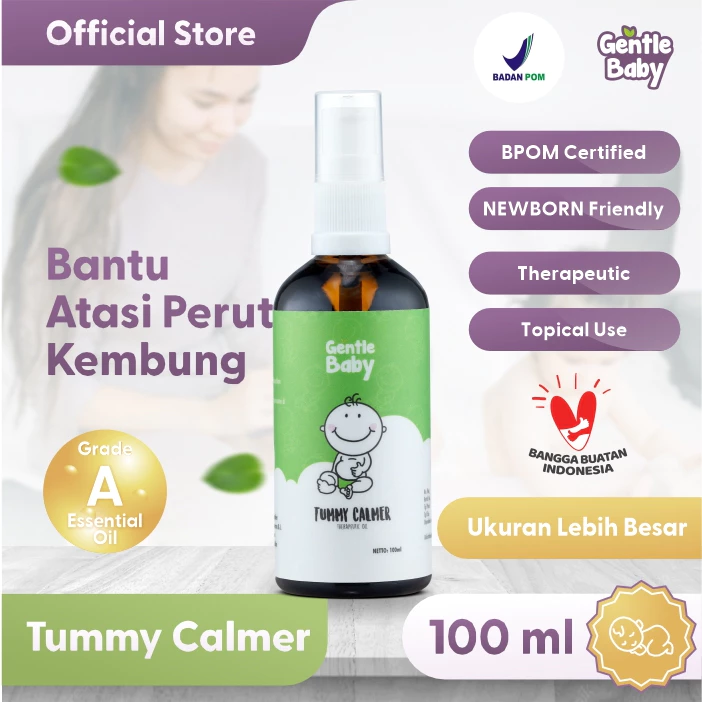 Official Store
BADAN POM
Gentle
Baby
BPOM Certified
NEWBORN Friendly
Therapeutic
Topical Use
Bantu
Atasi Perut
Kembung
Gentle
Baby
TUMMY CALMER
THERAPEUTIC OIL
NETTO: 100ml
BANGGA BUATAN
INDONESIA
Grade
A
Essential
Oil
Ukuran Lebih Besar
Tummy Calmer
100 ml